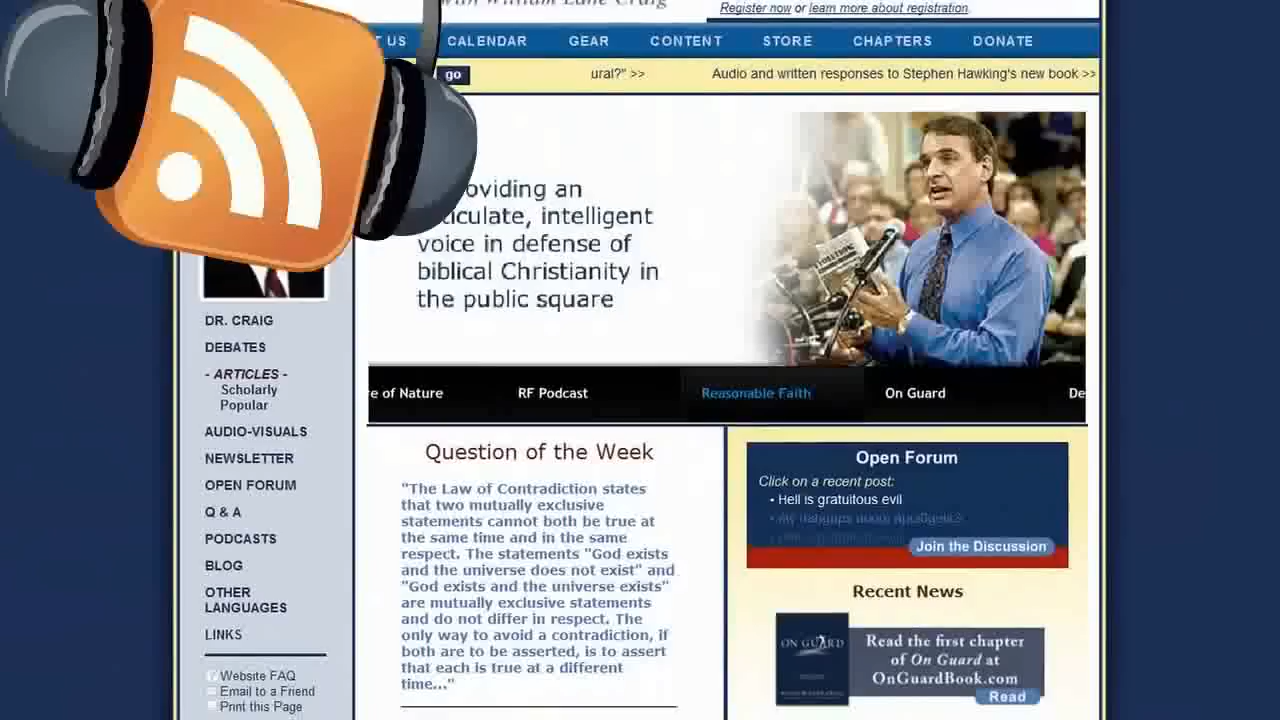 with William Lane Craig
Register now or learn more about registration.
T US CALENDAR GEAR CONTENT STORE CHAPTERS DONATE
go
ural?" >> Audio and written responses to Stephen Hawking's new book >>
oviding an
iculate, intelligent
voice in defense of
biblical Christianity in
the public square
DR. CRAIG
DEBATES
- ARTICLES -
Scholarly
Popular
AUDIO-VISUALS
NEWSLETTER
OPEN FORUM
Q & A
PODCASTS
BLOG
OTHER
LANGUAGES
LINKS
Website FAQ
Email to a Friend
Print this Page
re of Nature RF Podcast Reasonable Faith On Guard De
Question of the Week
"The Law of Contradiction states
that two mutually exclusive
statements cannot both be true at
the same time and in the same
respect. The statements "God exists
and the universe does not exist" and
"God exists and the universe exists"
are mutually exclusive statements
and do not differ in respect. The
only way to avoid a contradiction, if
both are to be asserted, is to assert
that each is true at a different
time..."
Open Forum
Click on a recent post:
• Hell is gratuitous evil
Join the Discussion
Recent News
ON GUARD
Read the first chapter
of On Guard at
OnGuardBook.com
Read